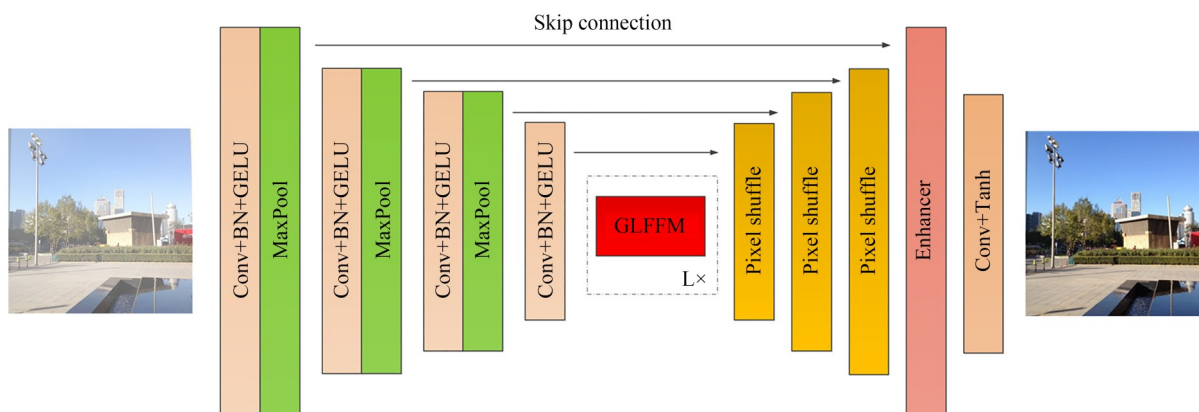 Skip connection
Conv+BN+GELU
MaxPool
Conv+BN+GELU
MaxPool
Conv+BN+GELU
MaxPool
Conv+BN+GELU
GLFFM
L×
Pixel shuffle
Pixel shuffle
Pixel shuffle
Enhancer
Conv+Tanh